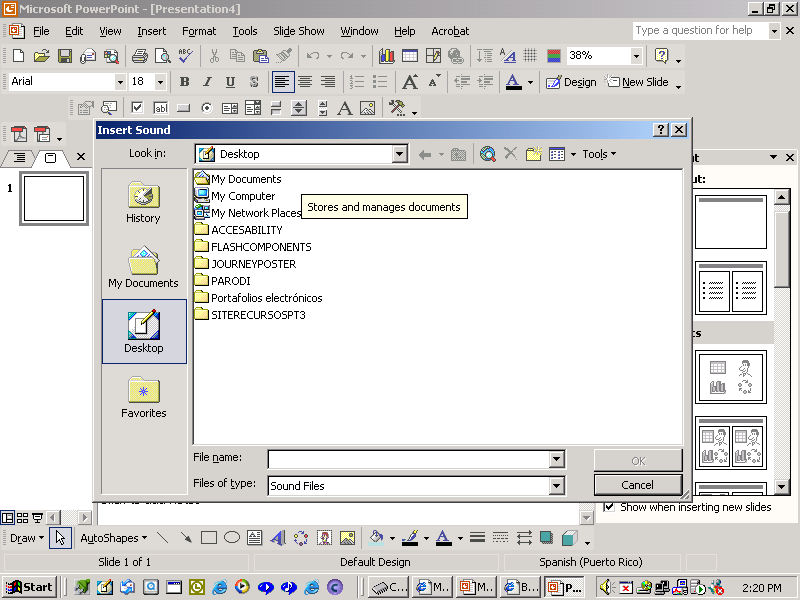 Microsoft PowerPoint - [Presentation4]
File Edit View Insert Format Tools Slide Show Window Help Acrobat Type a question for help
38%
Arial 18 B I U S Design New Slide
Insert Sound
Look in: Desktop Tools
1
History
My Documents
Desktop
Favorites
My Documents
My Computer
My Network Places
Stores and manages documents
ACCESABILITY
FLASHCOMPONENTS
JOURNEYPOSTER
PARODI
Portafolios electrónicos
SITERECURSOSPT3
File name:
OK
Files of type: Sound Files
Cancel
Show when inserting new slides
Draw AutoShapes
Slide 1 of 1 Default Design Spanish (Puerto Rico)
Start C... M... M... B... P... 2:20 PM